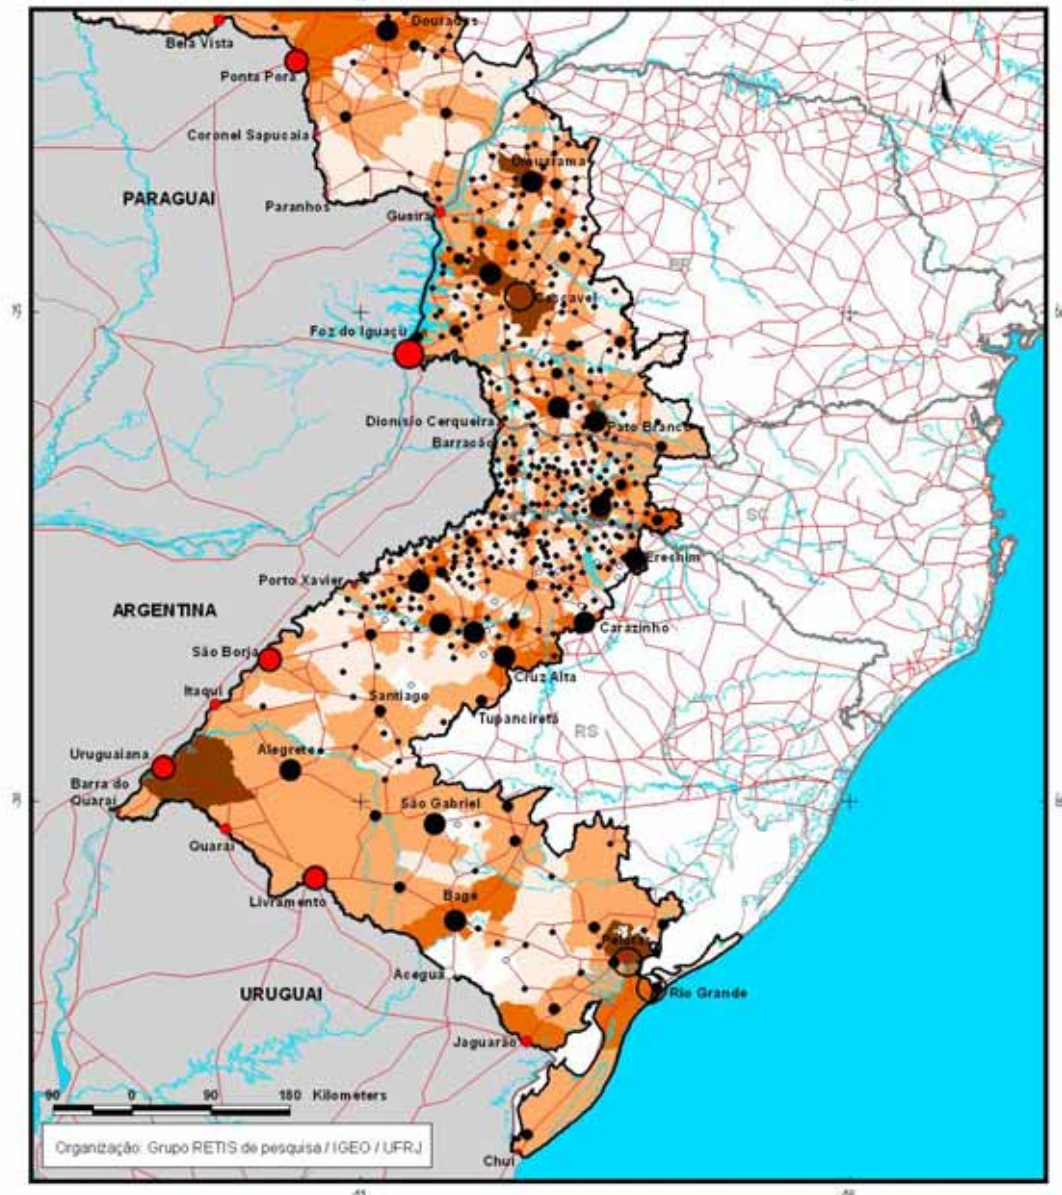 Dourados
Bela Vista
N
Ponta Porã
Coronel Sapucaia
Umuarama
PARAGUAI
Paranhos
Guaíra
PR
Cascavel
Foz do Iguaçu
Dionisio Cerqueira
Pato Branco
Barracão
SC
Erechim
Porto Xavier
ARGENTINA
Carazinho
São Borja
Cruz Alta
Itaqui
Santiago
Tupanciretã
RS
Uruguaiana
Alegrete
Barra do
Quaraí
São Gabriel
Quaraí
Livramento
Bagé
Pelotas
Aceguá
URUGUAI
Rio Grande
Jaguarão
90 0 90 180 Kilometers
Organização: Grupo RETIS de pesquisa / IGEO / UFRJ
Chuí